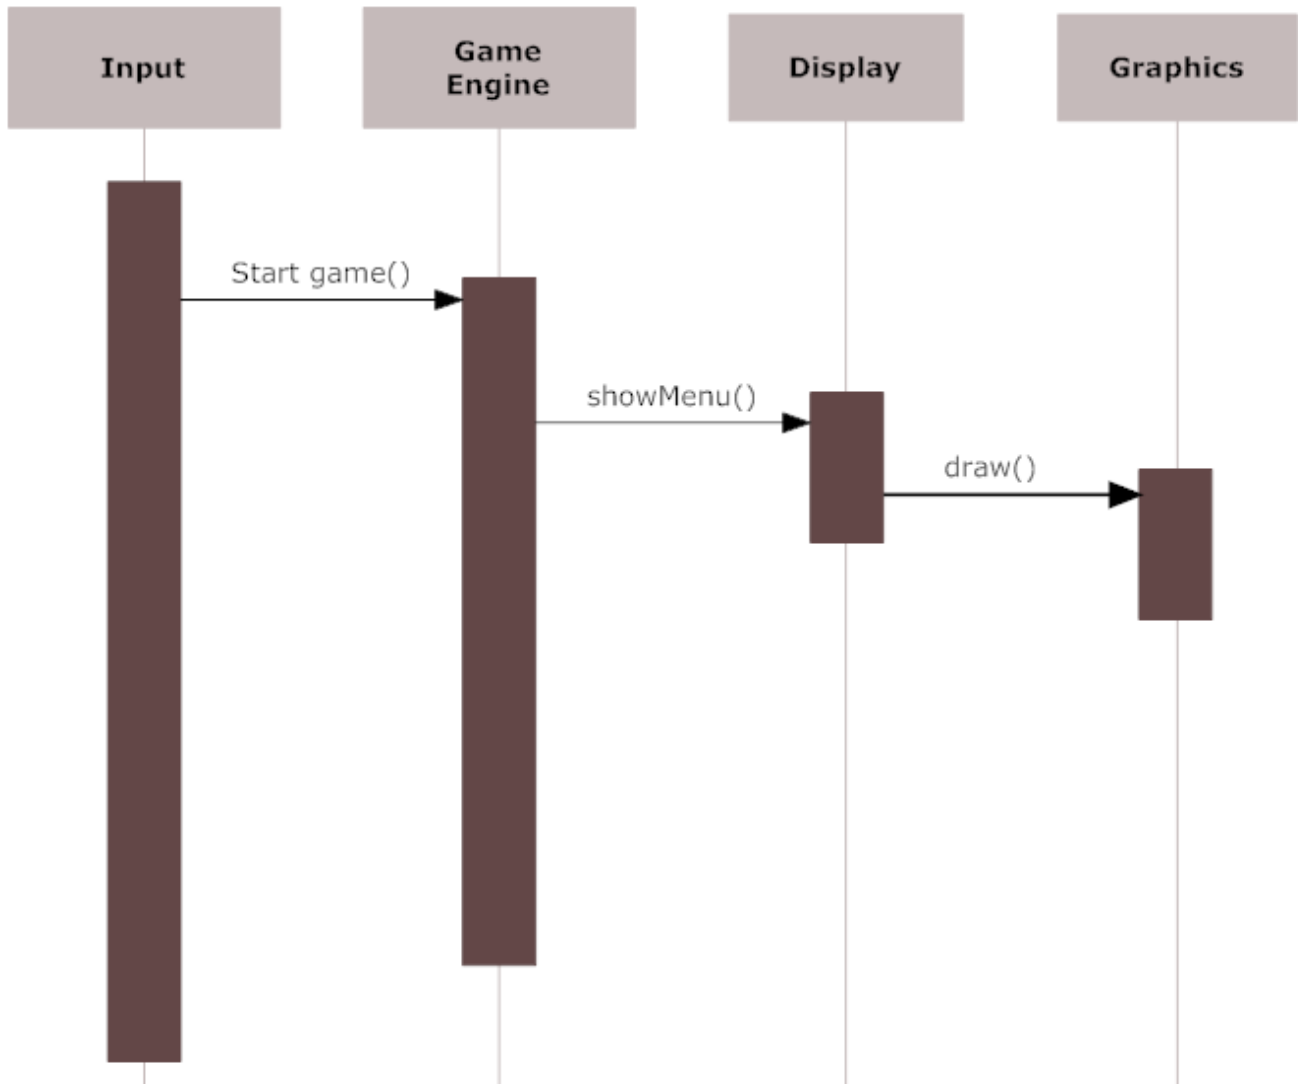 Input
Game
Engine
Display
Graphics
Start game()
showMenu()
draw()